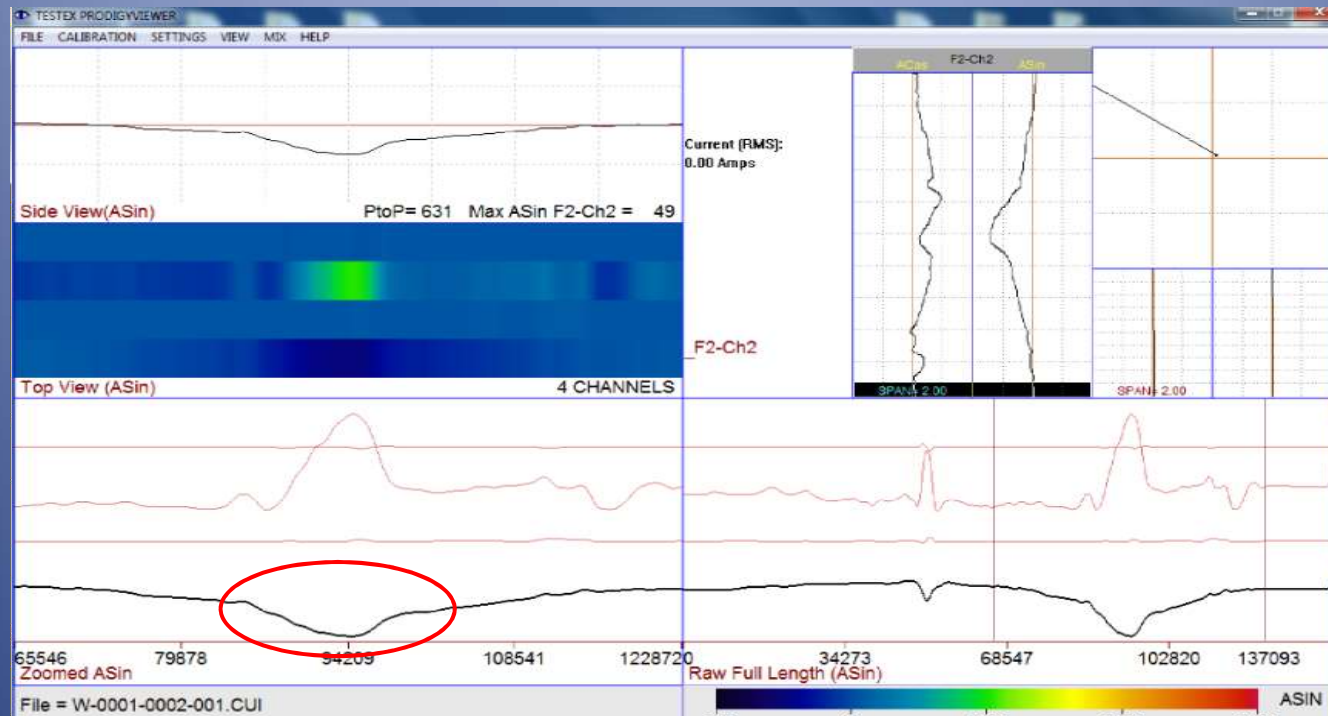 TESTEX PRODIGYVIEWER
FILE CALIBRATION SETTINGS VIEW MIX HELP
Side View(ASin) PtoP= 631 Max ASin F2-Ch2 = 49
Current (RMS):
0.00 Amps
F2-Ch2
ACos ASin
SPAN= 2.00
SPAN= 2.00
_F2-Ch2
Top View (ASin) 4 CHANNELS
65546 79878 94209 108541 122872
Zoomed ASin
0 34273 68547 102820 137093
Raw Full Length (ASin)
File = W-0001-0002-001.CUI
ASIN